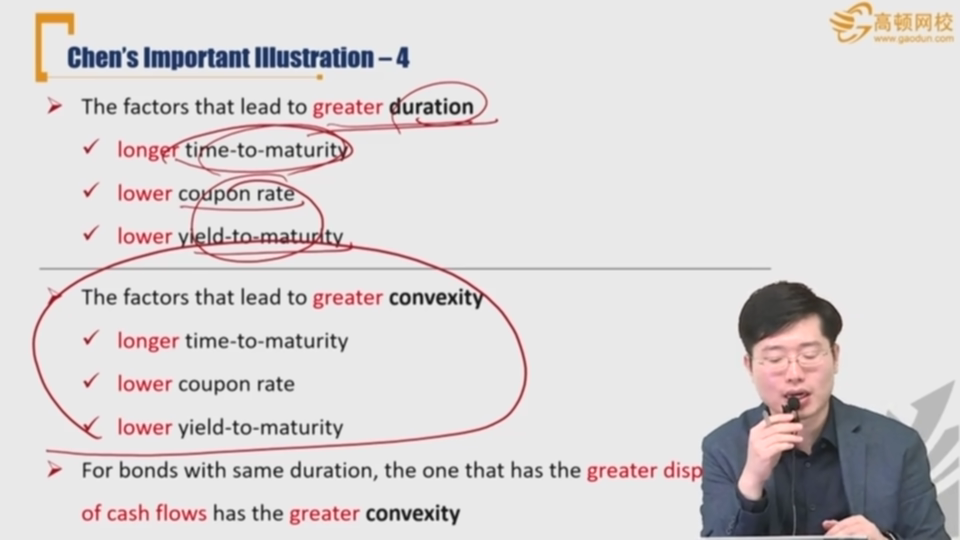 高顿网校
www.gaodun.com
Chen's Important Illustration – 4
The factors that lead to greater duration
longer time-to-maturity
lower coupon rate
lower yield-to-maturity
The factors that lead to greater convexity
longer time-to-maturity
lower coupon rate
lower yield-to-maturity
For bonds with same duration, the one that has the greater disp
of cash flows has the greater convexity